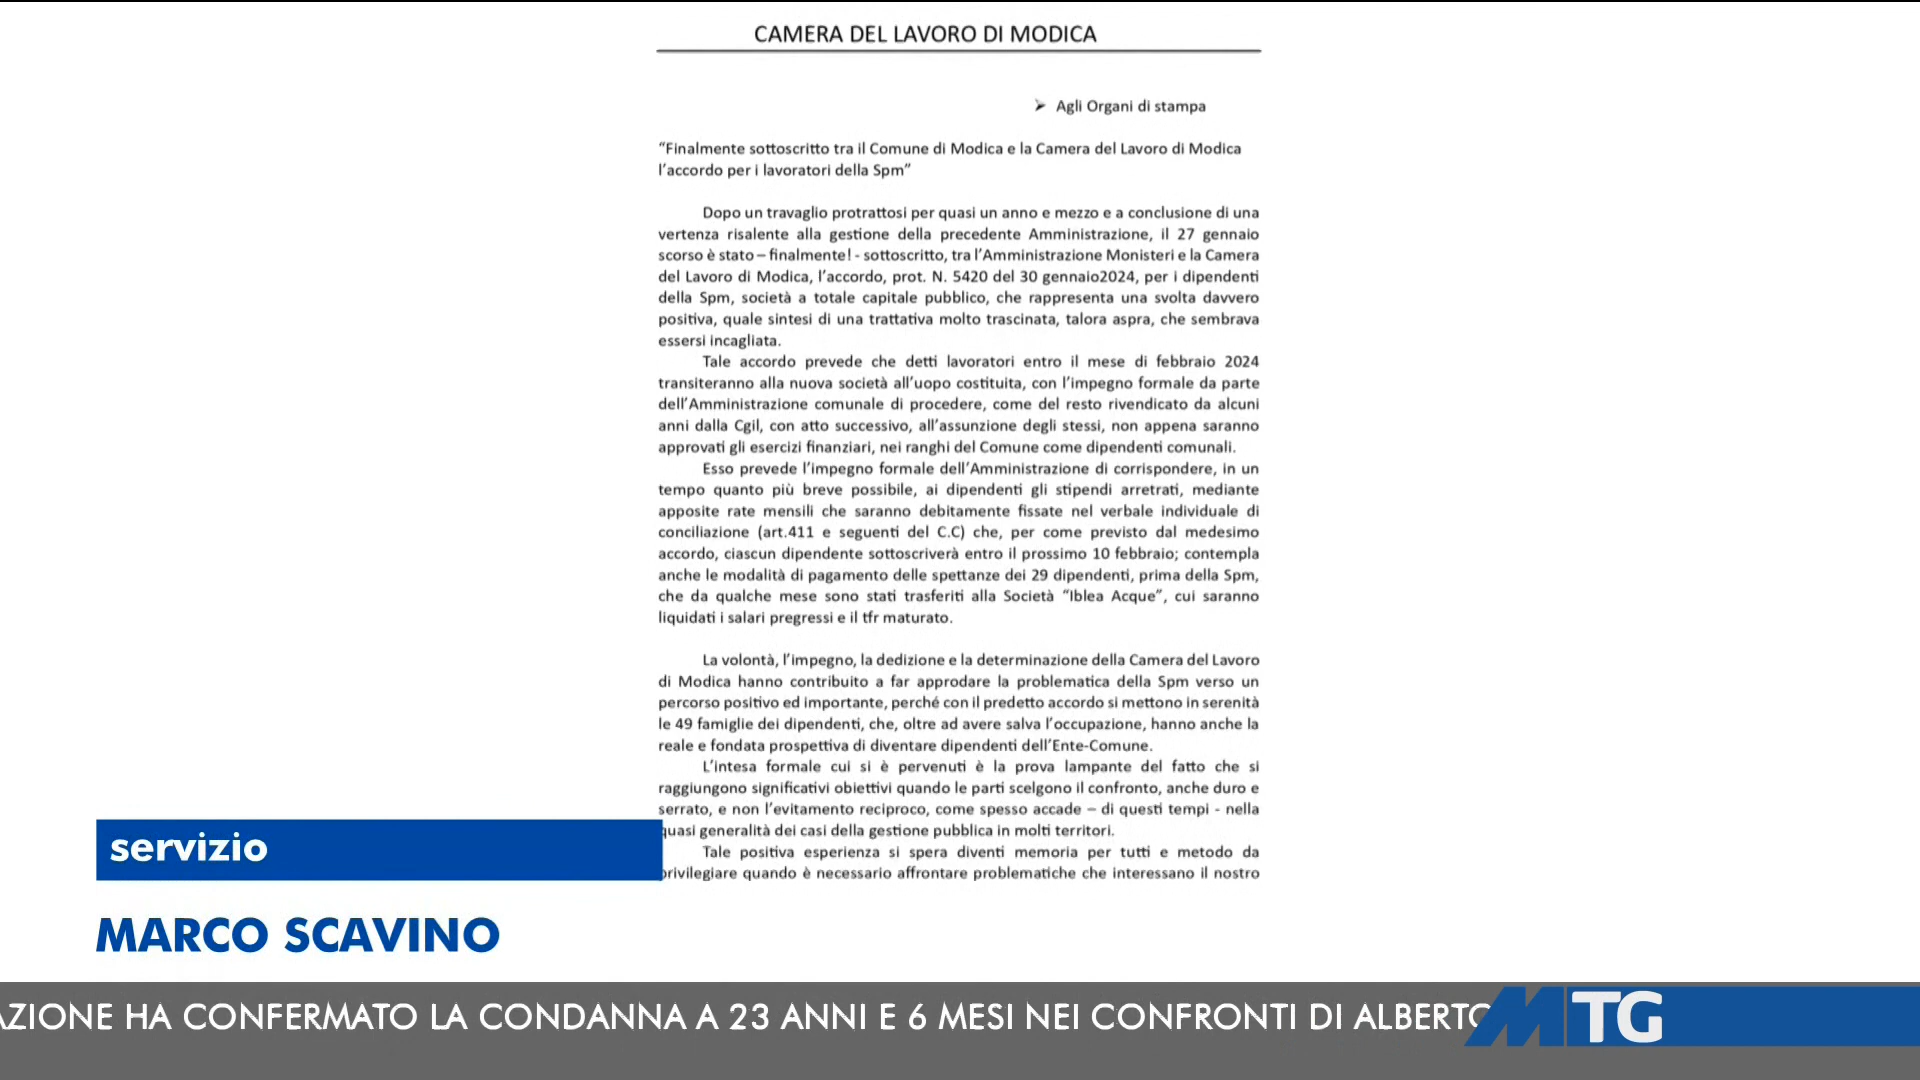 CAMERA DEL LAVORO DI MODICA
➢ Agli Organi di stampa
“Finalmente sottoscritto tra il Comune di Modica e la Camera del Lavoro di Modica
l’accordo per i lavoratori della Spm”
Dopo un travaglio protrattosi per quasi un anno e mezzo e a conclusione di una
vertenza risalente alla gestione della precedente Amministrazione, il 27 gennaio
scorso è stato – finalmente! - sottoscritto, tra l’Amministrazione Monisteri e la Camera
del Lavoro di Modica, l’accordo, prot. N. 5420 del 30 gennaio2024, per i dipendenti
della Spm, società a totale capitale pubblico, che rappresenta una svolta davvero
positiva, quale sintesi di una trattativa molto trascinata, talora aspra, che sembrava
essersi incagliata.
Tale accordo prevede che detti lavoratori entro il mese di febbraio 2024
transiteranno alla nuova società all’uopo costituita, con l’impegno formale da parte
dell’Amministrazione comunale di procedere, come del resto rivendicato da alcuni
anni dalla Cgil, con atto successivo, all’assunzione degli stessi, non appena saranno
approvati gli esercizi finanziari, nei ranghi del Comune come dipendenti comunali.
Esso prevede l’impegno formale dell’Amministrazione di corrispondere, in un
tempo quanto più breve possibile, ai dipendenti gli stipendi arretrati, mediante
apposite rate mensili che saranno debitamente fissate nel verbale individuale di
conciliazione (art.411 e seguenti del C.C) che, per come previsto dal medesimo
accordo, ciascun dipendente sottoscriverà entro il prossimo 10 febbraio; contempla
anche le modalità di pagamento delle spettanze dei 29 dipendenti, prima della Spm,
che da qualche mese sono stati trasferiti alla Società “Iblea Acque”, cui saranno
liquidati i salari pregressi e il tfr maturato.
La volontà, l’impegno, la dedizione e la determinazione della Camera del Lavoro
di Modica hanno contribuito a far approdare la problematica della Spm verso un
percorso positivo ed importante, perché con il predetto accordo si mettono in serenità
le 49 famiglie dei dipendenti, che, oltre ad avere salva l’occupazione, hanno anche la
reale e fondata prospettiva di diventare dipendenti dell’Ente-Comune.
L’intesa formale cui si è pervenuti è la prova lampante del fatto che si
raggiungono significativi obiettivi quando le parti scelgono il confronto, anche duro e
serrato, e non l’evitamento reciproco, come spesso accade – di questi tempi - nella
quasi generalità dei casi della gestione pubblica in molti territori.
Tale positiva esperienza si spera diventi memoria per tutti e metodo da
privilegiare quando è necessario affrontare problematiche che interessano il nostro
servizio
MARCO SCAVINO
AZIONE HA CONFERMATO LA CONDANNA A 23 ANNI E 6 MESI NEI CONFRONTI DI ALBERTO
MTG